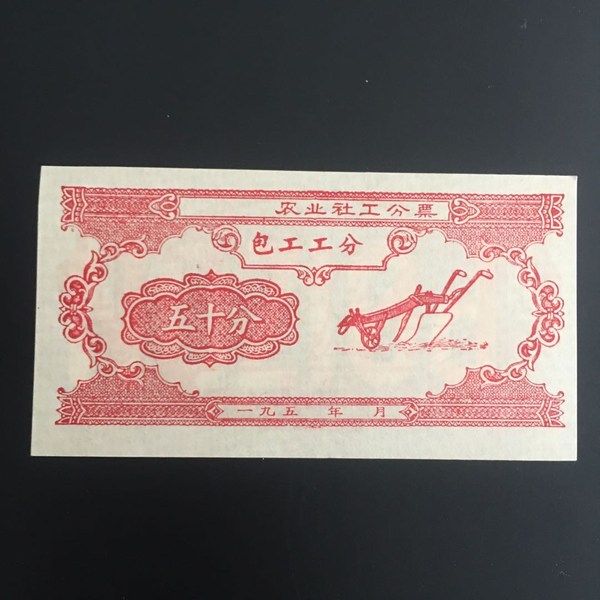 农业社工分票
包工工分
五十分
一九五 年 月